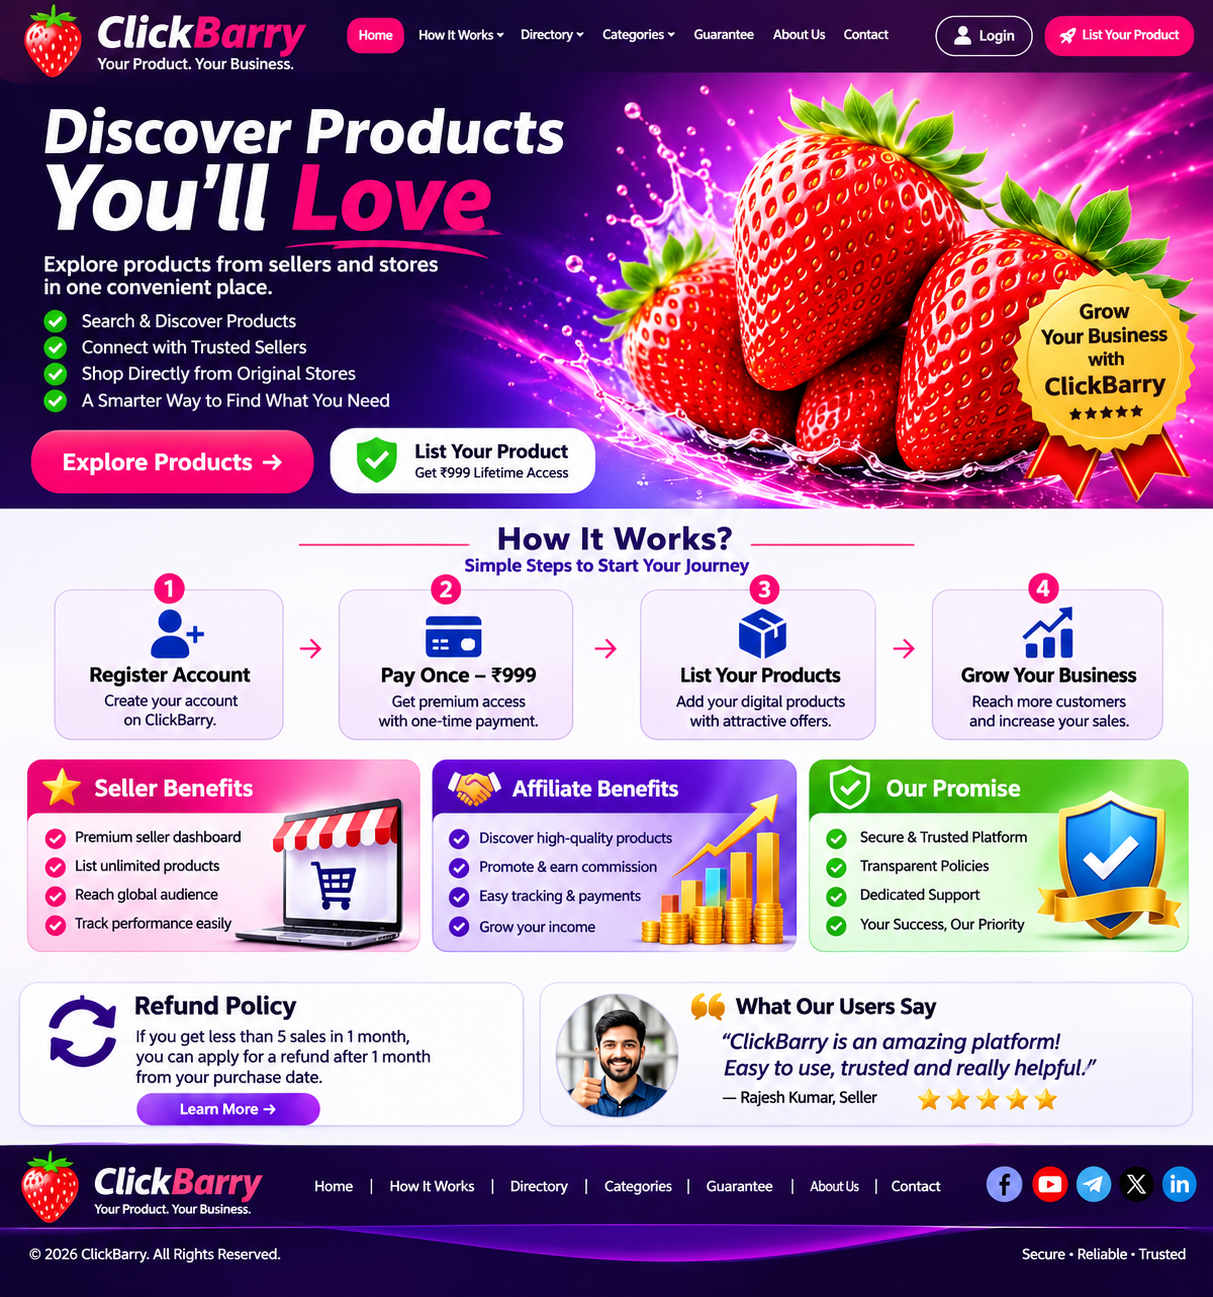 ClickBarry
Your Product. Your Business.
Home
How It Works
Directory
Categories
Guarantee
About Us
Contact
Login
List Your Product
Discover Products
You'll Love
Explore products from sellers and stores
in one convenient place.
Search & Discover Products
Connect with Trusted Sellers
Shop Directly from Original Stores
A Smarter Way to Find What You Need
Explore Products →
List Your Product
Get ₹999 Lifetime Access
Grow
Your Business
with
ClickBarry
★★★★★
How It Works?
Simple Steps to Start Your Journey
1
Register Account
Create your account
on ClickBarry.
2
Pay Once – ₹999
Get premium access
with one-time payment.
3
List Your Products
Add your digital products
with attractive offers.
4
Grow Your Business
Reach more customers
and increase your sales.
Seller Benefits
Premium seller dashboard
List unlimited products
Reach global audience
Track performance easily
Affiliate Benefits
Discover high-quality products
Promote & earn commission
Easy tracking & payments
Grow your income
Our Promise
Secure & Trusted Platform
Transparent Policies
Dedicated Support
Your Success, Our Priority
Refund Policy
If you get less than 5 sales in 1 month,
you can apply for a refund after 1 month
from your purchase date.
Learn More →
What Our Users Say
“ClickBarry is an amazing platform!
Easy to use, trusted and really helpful.”
— Rajesh Kumar, Seller
ClickBarry
Your Product. Your Business.
Home | How It Works | Directory | Categories | Guarantee | About Us | Contact
© 2026 ClickBarry. All Rights Reserved.
Secure • Reliable • Trusted